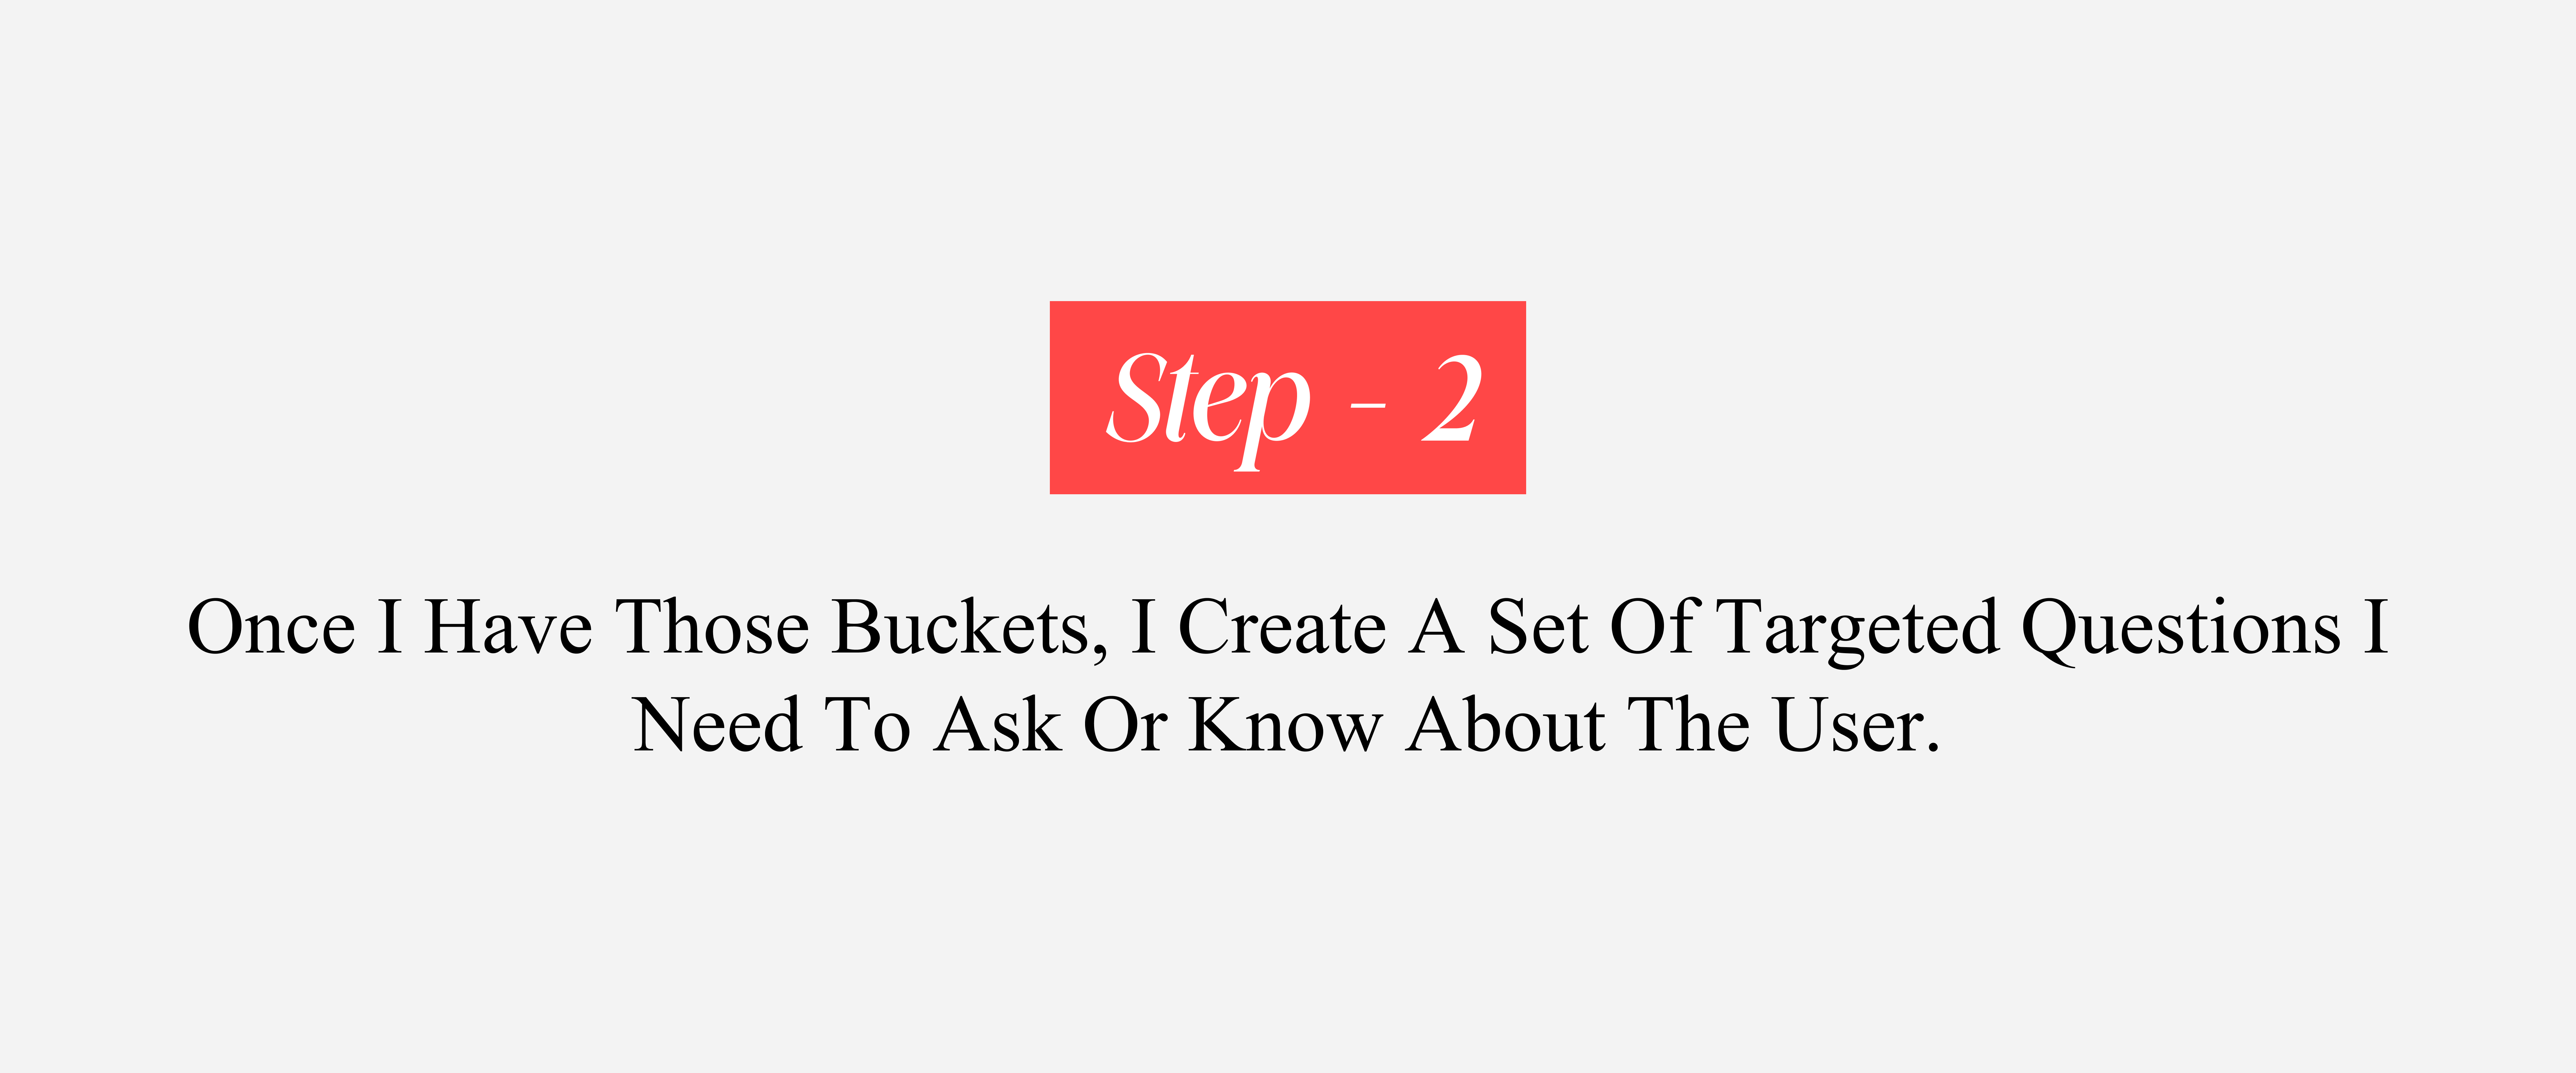 Step - 2
Once I Have Those Buckets, I Create A Set Of Targeted Questions I
Need To Ask Or Know About The User.